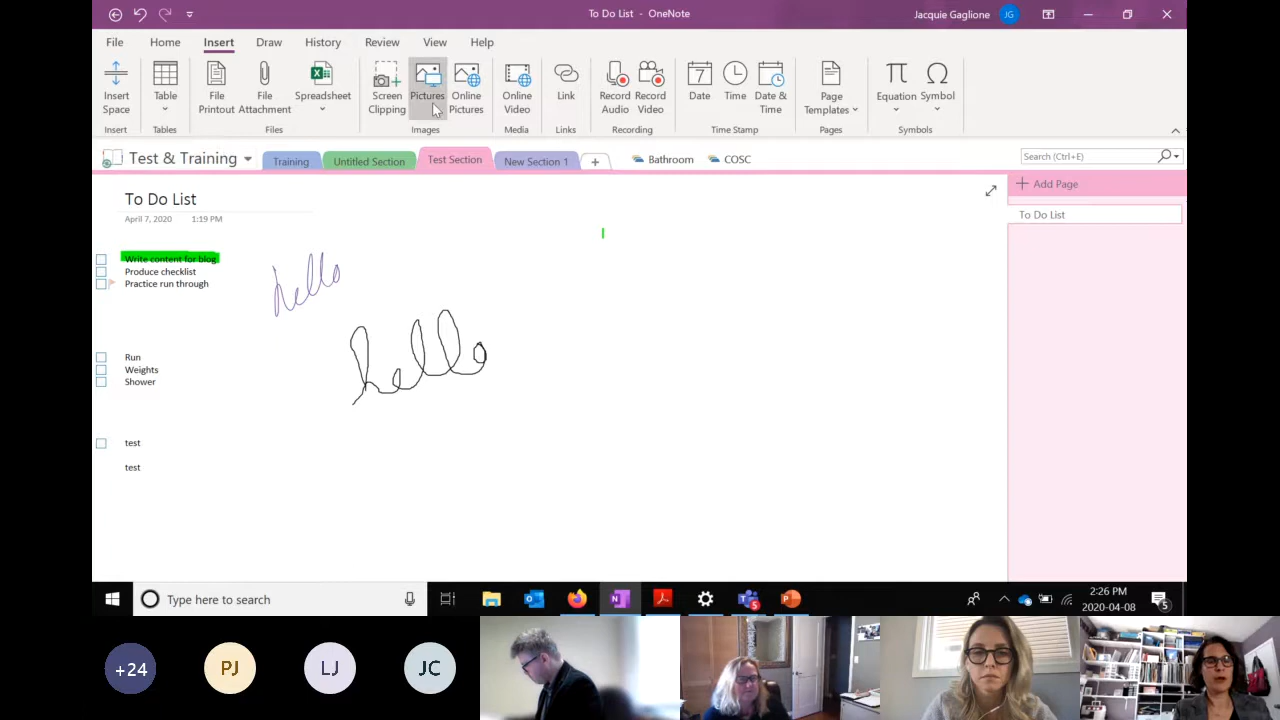 To Do List - OneNote
Jacquie Gaglione JG
File Home Insert Draw History Review View Help
Insert Space
Table
File Printout
File Attachment
Spreadsheet
Screen Clipping
Pictures
Online Pictures
Online Video
Link
Record Audio
Record Video
Date
Time
Date & Time
Page Templates
Equation
Symbol
Insert Tables Files Images Media Links Recording Time Stamp Pages Symbols
Test & Training Training Untitled Section Test Section New Section 1 + Bathroom COSC Search (Ctrl+E)
Add Page
To Do List
To Do List
April 7, 2020 1:19 PM
Write content for blog
Produce checklist
Practice run through
hello
hello
Run
Weights
Shower
test
test
Type here to search
2:26 PM
2020-04-08
5
5
+24 PJ LJ JC